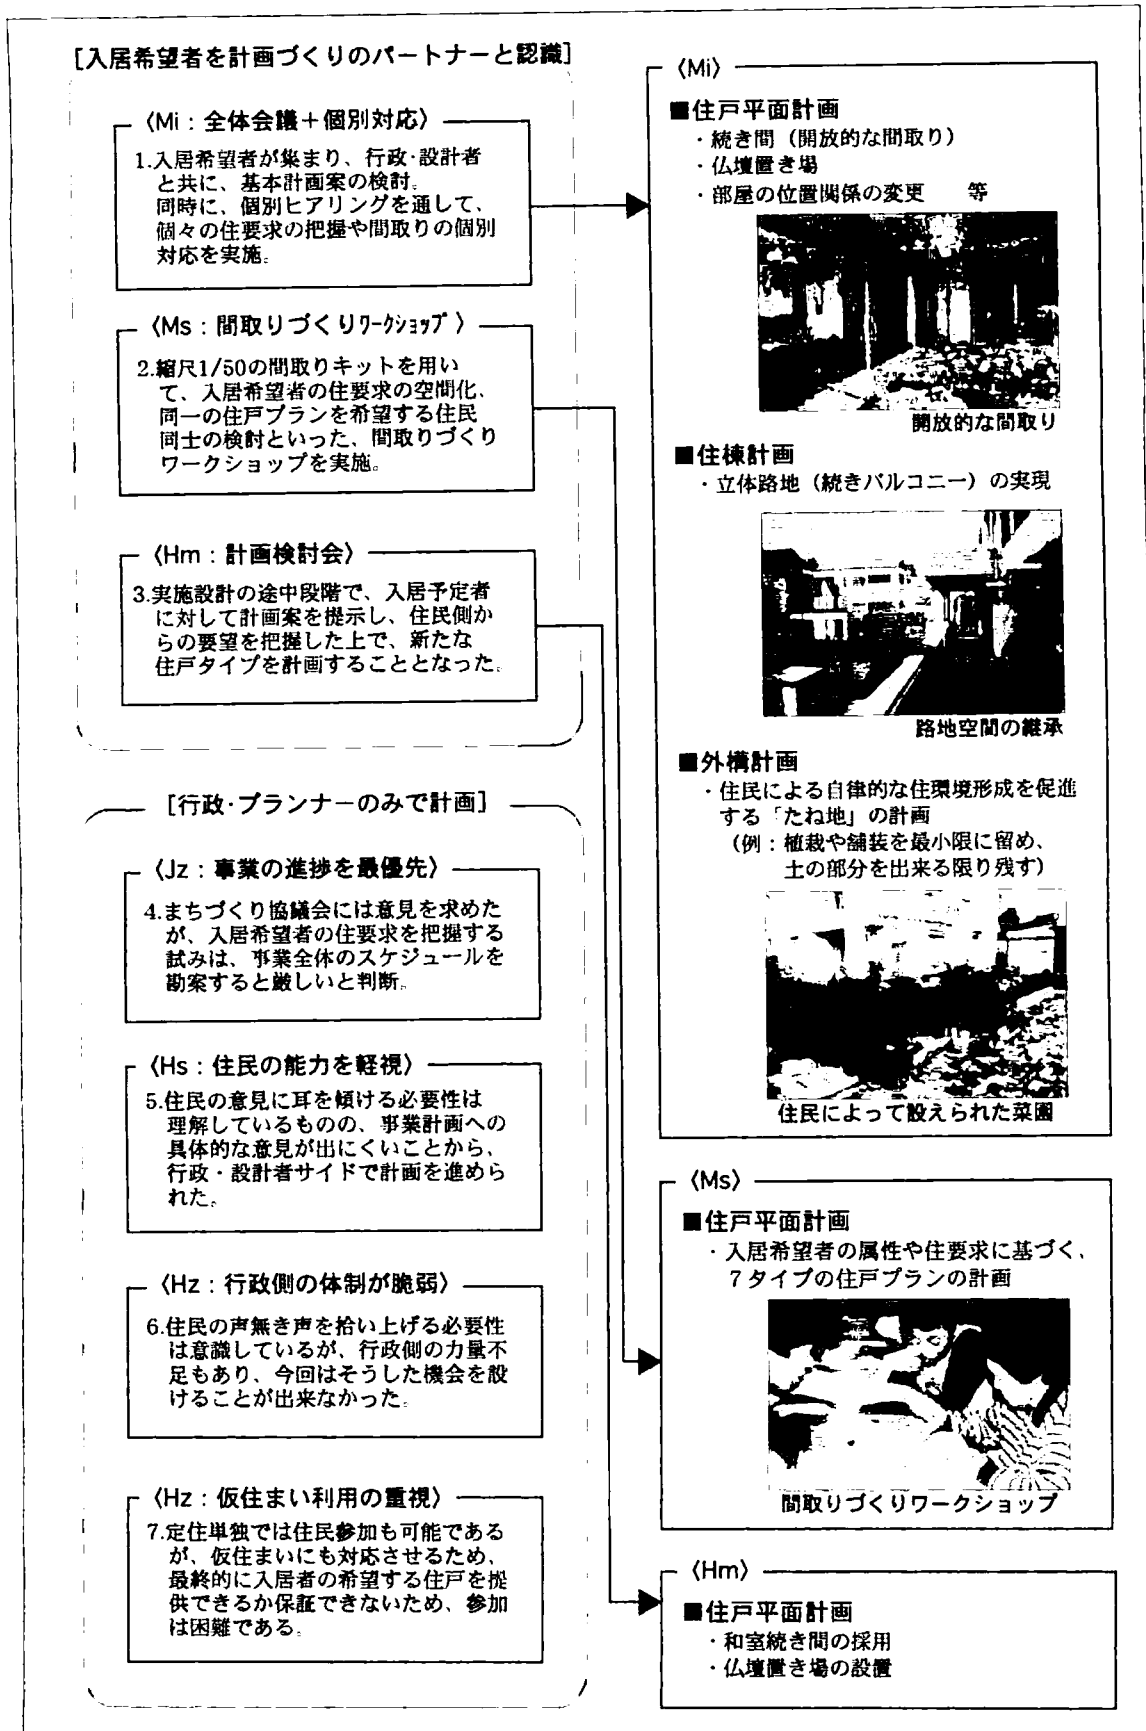 [入居希望者を計画づくりのパートナーと認識]
〈Mi:全体会議+個別対応〉
1.入居希望者が集まり、行政·設計者
と共に、基本計画案の検討。
同時に、個別ヒアリングを通して、
個々の住要求の把握や間取りの個別
対応を実施。
〈Ms:間取りづくりワークショップ〉
2.縮尺1/50の間取りキットを用い
て、入居希望者の住要求の空間化、
同一の住戸プランを希望する住民
同士の検討といった、間取りづくり
ワークショップを実施。
〈Hm:計画検討会〉
3.実施設計の途中段階で、入居予定者
に対して計画案を提示し、住民側か
らの要望を把握した上で、新たな
住戸タイプを計画することとなった。
[行政·プランナーのみで計画]
〈Jz:事業の進捗を最優先〉
4.まちづくり協議会には意見を求めた
が、入居希望者の住要求を把握する
試みは、事業全体のスケジュールを
勘案すると厳しいと判断。
〈Hs:住民の能力を軽視〉
5.住民の意見に耳を傾ける必要性は
理解しているものの、事業計画への
具体的な意見が出にくいことから、
行政・設計者サイドで計画を進めら
れた。
〈Hz:行政側の体制が脆弱〉
6.住民の声無き声を拾い上げる必要性
は意識しているが、行政側の力量不
足もあり、今回はそうした機会を設
けることが出来なかった。
〈Hz:仮住まい利用の重視〉
7.定住単独では住民参加も可能である
が、仮住まいにも対応させるため、
最終的に入居者の希望する住戸を提
供できるか保証できないため、参加
は困難である。
〈Mi〉
■住戸平面計画
・続き間(開放的な間取り)
・仏壇置き場
・部屋の位置関係の変更 等
開放的な間取り
■住棟計画
・立体路地(続きバルコニー)の実現
路地空間の継承
■外構計画
・住民による自律的な住環境形成を促進
する「たね地」の計画
(例:植栽や舗装を最小限に留め、
土の部分を出来る限り残す)
住民によって設えられた菜園
〈Ms〉
■住戸平面計画
・入居希望者の属性や住要求に基づく、
7タイプの住戸プランの計画
間取りづくりワークショップ
〈Hm〉
■住戸平面計画
・和室続き間の採用
・仏壇置き場の設置